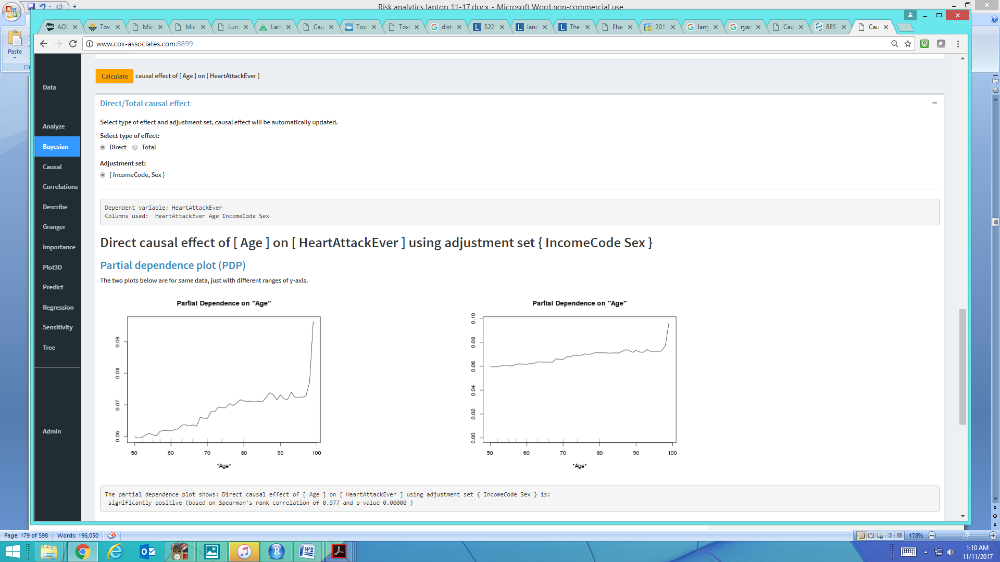 Risk analytics laptop 11-17.docx - Microsoft Word non-commercial use
Paste
Cli
Aol.
AOL
Tow
Mic
Mic
Lun
Larr
Cau
Toxi
Toxi
dist
S22
lanc
The
Else
201
larry
ryar
Cau
BES
Cau
www.cox-associates.com:8899
Data
Analyze
Bayesian
Causal
Correlations
Describe
Granger
Importance
Plot3D
Predict
Regression
Sensitivity
Tree
Admin
Calculate causal effect of [ Age ] on [ HeartAttackEver ]
Direct/Total causal effect
Select type of effect and adjustment set, causal effect will be automatically updated.
Select type of effect:
Direct Total
Adjustment set:
{ IncomeCode, Sex }
Dependent variable: HeartAttackEver
Columns used: HeartAttackEver Age IncomeCode Sex
Direct causal effect of [ Age ] on [ HeartAttackEver ] using adjustment set { IncomeCode Sex }
Partial dependence plot (PDP)
The two plots below are for same data, just with different ranges of y-axis.
Partial Dependence on "Age"
0.09
0.08
0.07
0.06
50 60 70 80 90 100
"Age"
Partial Dependence on "Age"
0.10
0.08
0.06
0.04
0.02
0.00
50 60 70 80 90 100
"Age"
The partial dependence plot shows: Direct causal effect of [ Age ] on [ HeartAttackEver ] using adjustment set { IncomeCode Sex } is:
significantly positive (based on Spearman's rank correlation of 0.977 and p-value 0.00000 )
Page: 179 of 598 Words: 196,050
178%
1:10 AM
11/11/2017